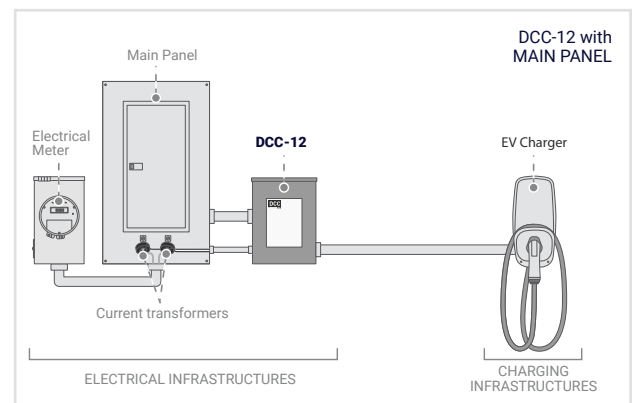 DCC-12 with
MAIN PANEL
Main Panel
Electrical
Meter
DCC-12
EV Charger
DCC
Current transformers
ELECTRICAL INFRASTRUCTURES
CHARGING
INFRASTRUCTURES